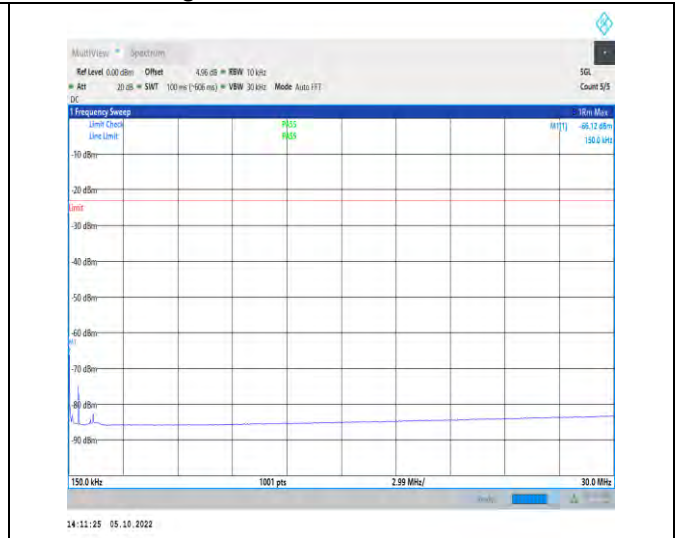 MultiView Spectrum
Ref Level 0.00 dBm Offset 4.96 dB RBW 10 kHz SGL
Att 20 dB SWT 100 ms (~606 ms) VBW 30 kHz Mode Auto FFT Count 5/5
DC
1 Frequency Sweep 1Rm Max
Limit Check PASS M1[1] -66.12 dBm
Line Limit PASS 150.0 kHz
-10 dBm
-20 dBm
Limit
-30 dBm
-40 dBm
-50 dBm
-60 dBm
M1
-70 dBm
-80 dBm
-90 dBm
150.0 kHz 1001 pts 2.99 MHz/ 30.0 MHz
Ready
14:11:25 05.10.2022